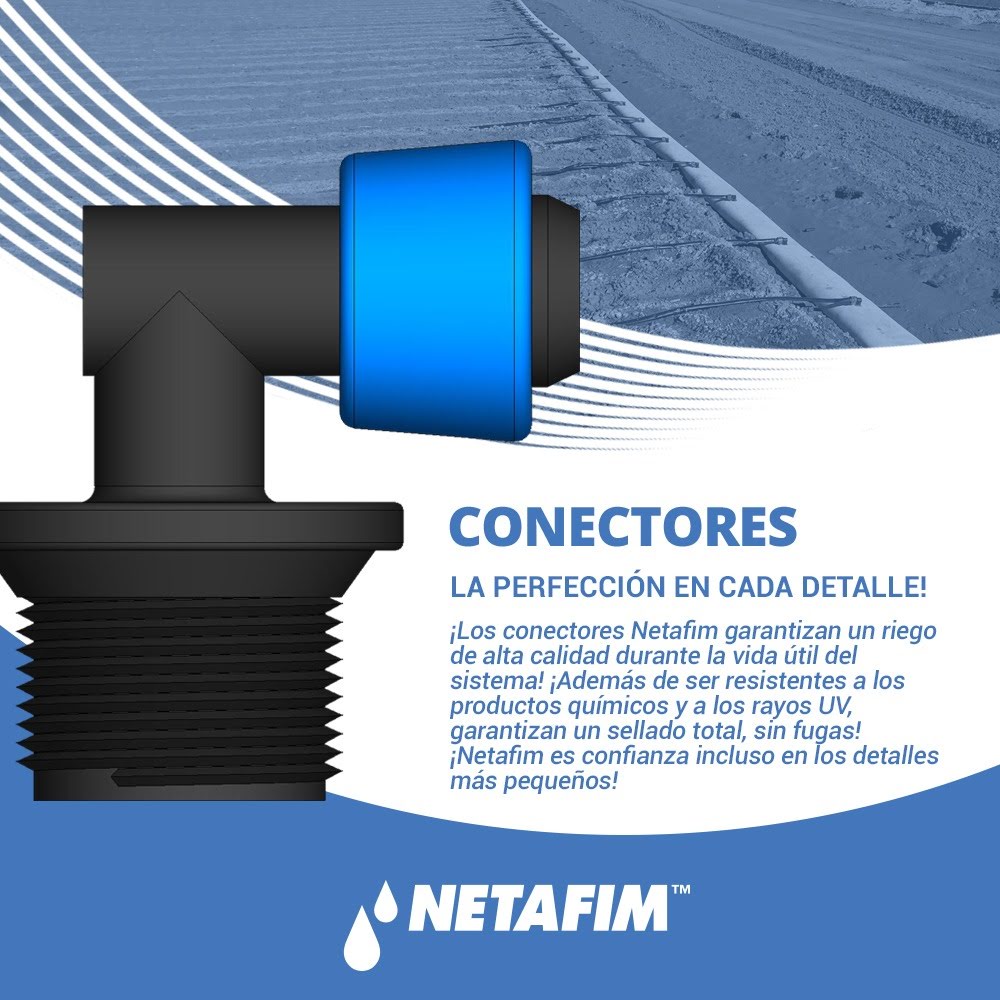 CONECTORES
LA PERFECCIÓN EN CADA DETALLE!
¡Los conectores Netafim garantizan un riego
de alta calidad durante la vida útil del
sistema! ¡Además de ser resistentes a los
productos químicos y a los rayos UV,
garantizan un sellado total, sin fugas!
¡Netafim es confianza incluso en los detalles
más pequeños!
NETAFIM™